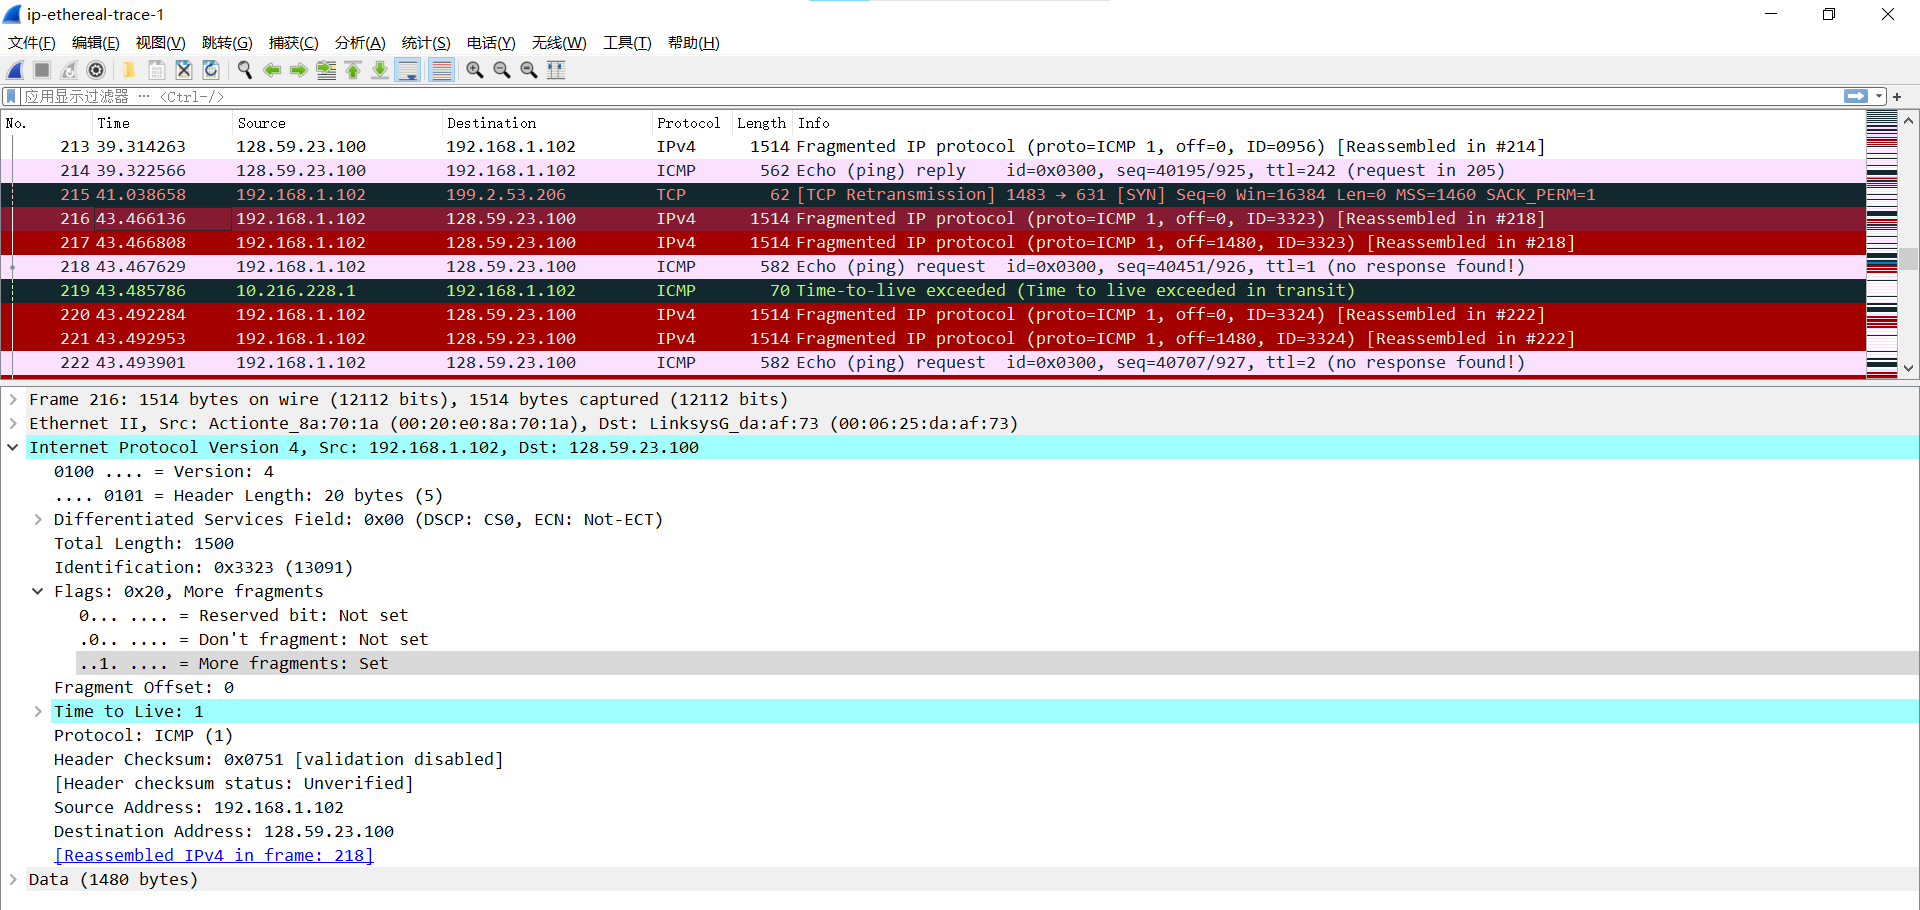 ip-ethereal-trace-1
文件(F) 编辑(E) 视图(V) 跳转(G) 捕获(C) 分析(A) 统计(S) 电话(Y) 无线(W) 工具(T) 帮助(H)
应用显示过滤器 … <Ctrl-/>
No. Time Source Destination Protocol Length Info
213 39.314263 128.59.23.100 192.168.1.102 IPv4 1514 Fragmented IP protocol (proto=ICMP 1, off=0, ID=0956) [Reassembled in #214]
214 39.322566 128.59.23.100 192.168.1.102 ICMP 562 Echo (ping) reply id=0x0300, seq=40195/925, ttl=242 (request in 205)
215 41.038658 192.168.1.102 199.2.53.206 TCP 62 [TCP Retransmission] 1483 → 631 [SYN] Seq=0 Win=16384 Len=0 MSS=1460 SACK_PERM=1
216 43.466136 192.168.1.102 128.59.23.100 IPv4 1514 Fragmented IP protocol (proto=ICMP 1, off=0, ID=3323) [Reassembled in #218]
217 43.466808 192.168.1.102 128.59.23.100 IPv4 1514 Fragmented IP protocol (proto=ICMP 1, off=1480, ID=3323) [Reassembled in #218]
218 43.467629 192.168.1.102 128.59.23.100 ICMP 582 Echo (ping) request id=0x0300, seq=40451/926, ttl=1 (no response found!)
219 43.485786 10.216.228.1 192.168.1.102 ICMP 70 Time-to-live exceeded (Time to live exceeded in transit)
220 43.492284 192.168.1.102 128.59.23.100 IPv4 1514 Fragmented IP protocol (proto=ICMP 1, off=0, ID=3324) [Reassembled in #222]
221 43.492953 192.168.1.102 128.59.23.100 IPv4 1514 Fragmented IP protocol (proto=ICMP 1, off=1480, ID=3324) [Reassembled in #222]
222 43.493901 192.168.1.102 128.59.23.100 ICMP 582 Echo (ping) request id=0x0300, seq=40707/927, ttl=2 (no response found!)
Frame 216: 1514 bytes on wire (12112 bits), 1514 bytes captured (12112 bits)
Ethernet II, Src: Actionte_8a:70:1a (00:20:e0:8a:70:1a), Dst: LinksysG_da:af:73 (00:06:25:da:af:73)
Internet Protocol Version 4, Src: 192.168.1.102, Dst: 128.59.23.100
0100 .... = Version: 4
.... 0101 = Header Length: 20 bytes (5)
Differentiated Services Field: 0x00 (DSCP: CS0, ECN: Not-ECT)
Total Length: 1500
Identification: 0x3323 (13091)
Flags: 0x20, More fragments
0... .... = Reserved bit: Not set
.0.. .... = Don't fragment: Not set
..1. .... = More fragments: Set
Fragment Offset: 0
Time to Live: 1
Protocol: ICMP (1)
Header Checksum: 0x0751 [validation disabled]
[Header checksum status: Unverified]
Source Address: 192.168.1.102
Destination Address: 128.59.23.100
[Reassembled IPv4 in frame: 218]
Data (1480 bytes)